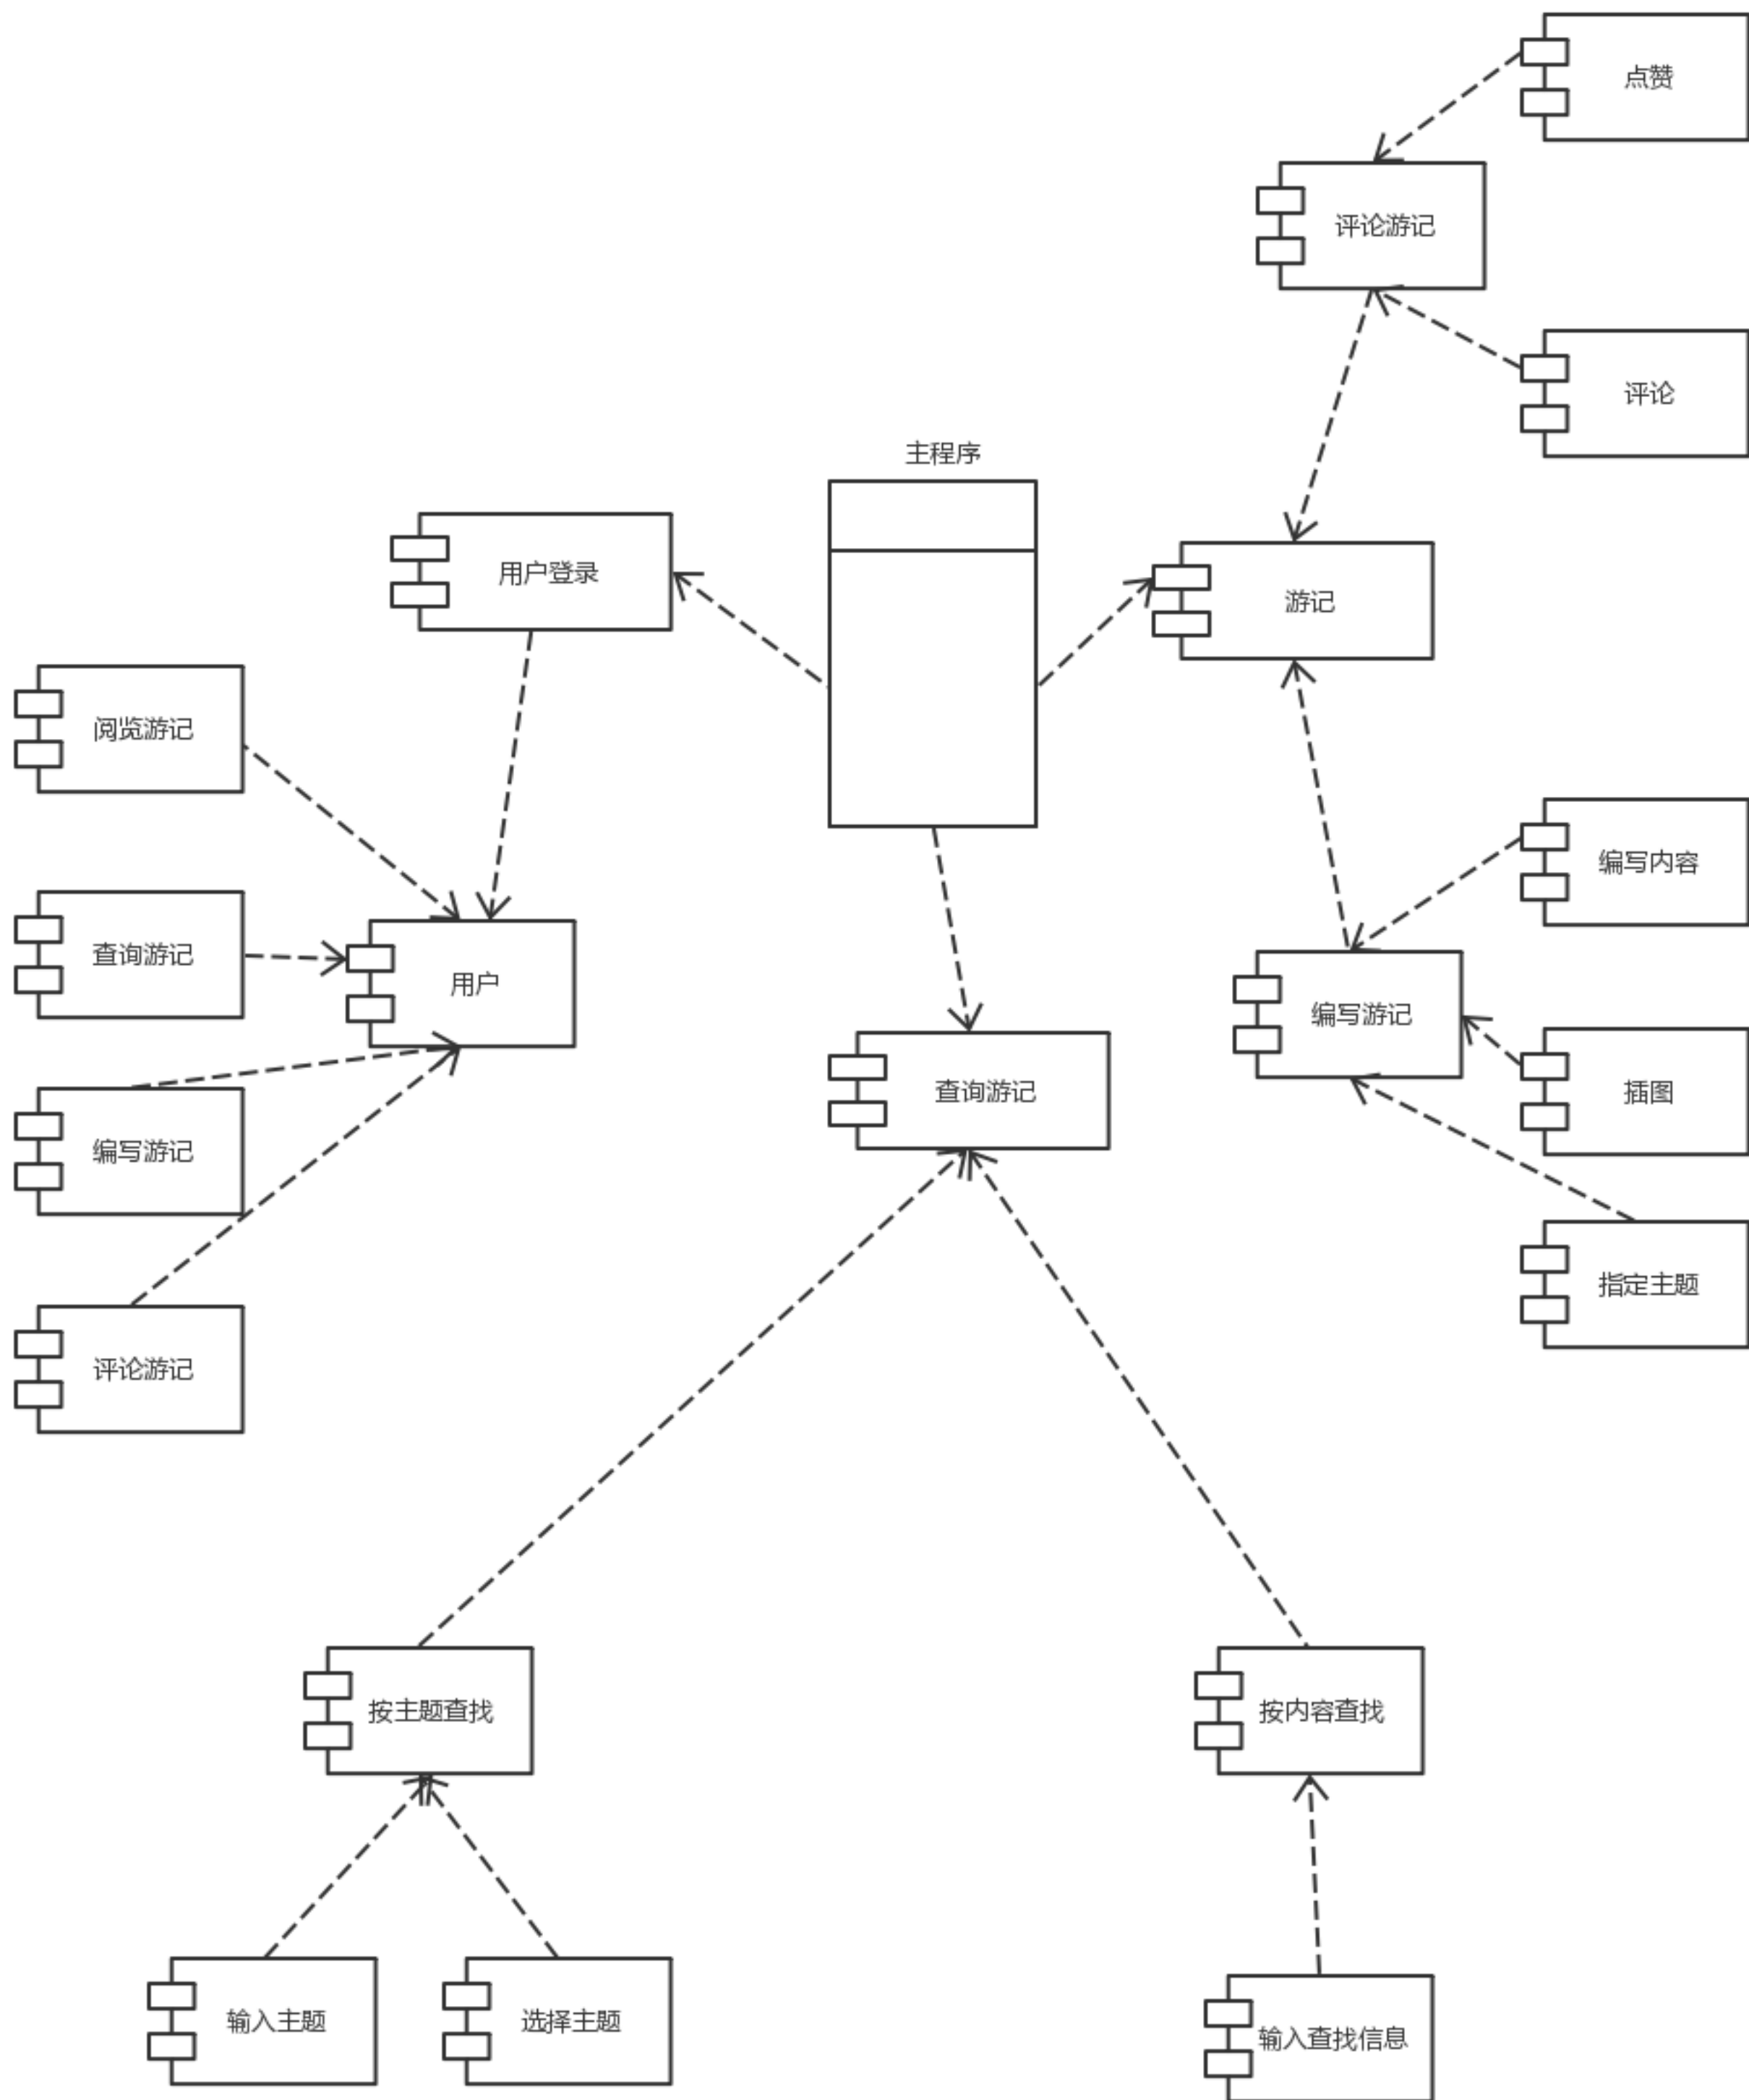 点赞
评论游记
评论
主程序
用户登录
游记
阅览游记
编写内容
查询游记
用户
编写游记
查询游记
插图
编写游记
指定主题
评论游记
按主题查找
按内容查找
输入主题
选择主题
输入查找信息